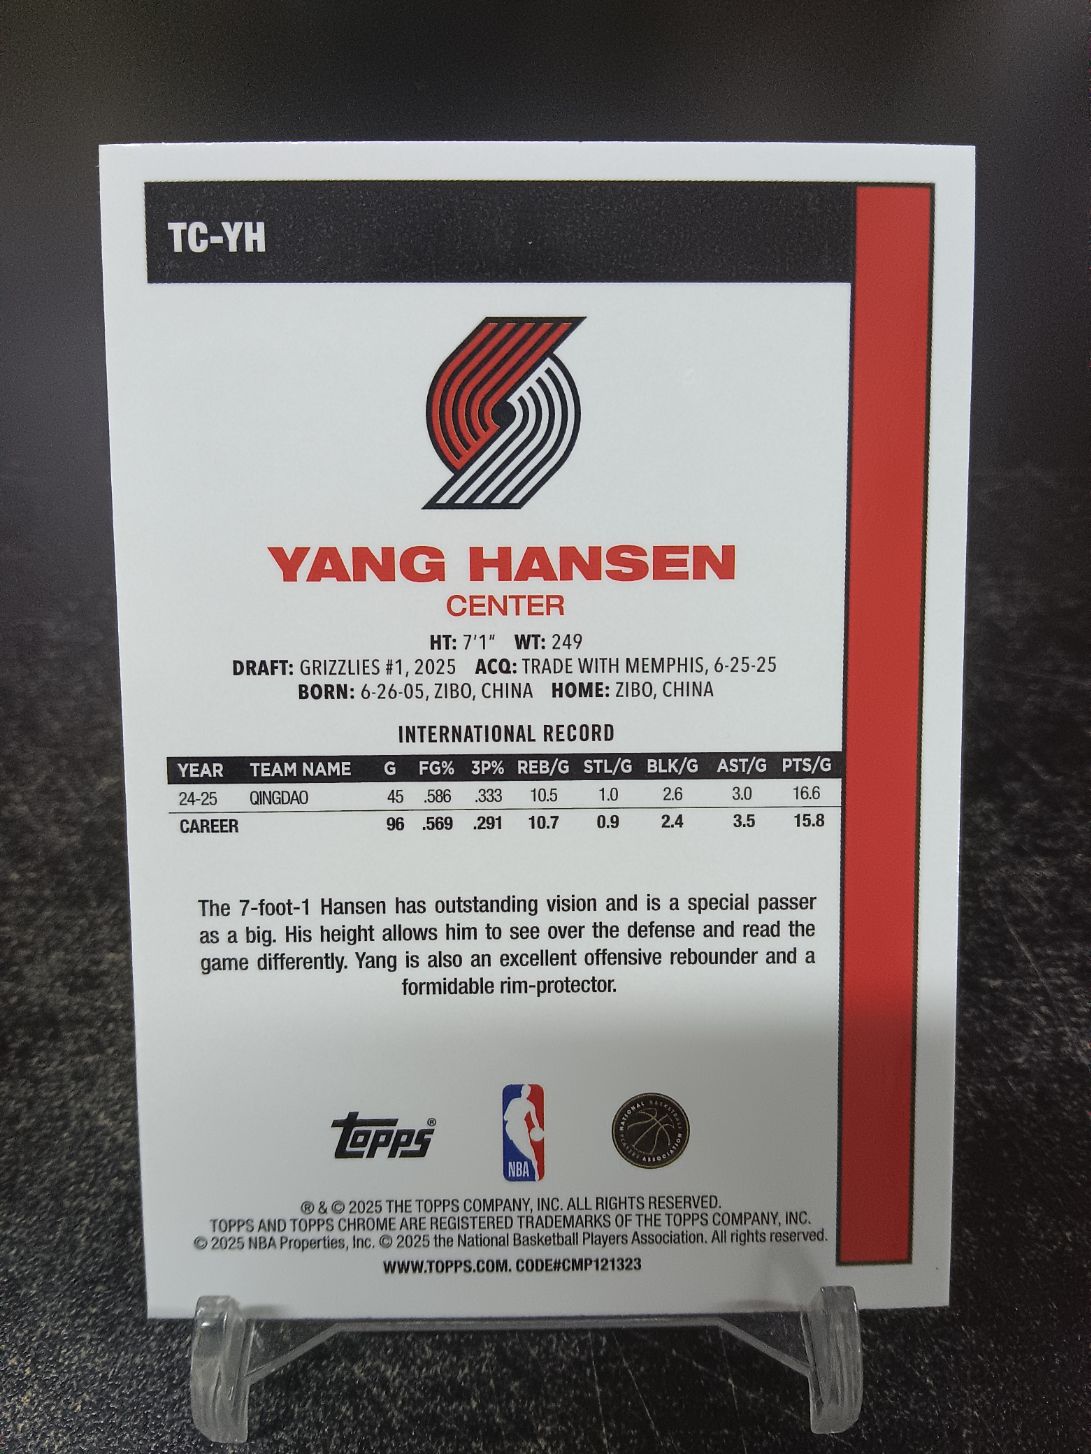 TC-YH
YANG HANSEN
CENTER
HT: 7'1" WT: 249
DRAFT: GRIZZLIES #1, 2025 ACQ: TRADE WITH MEMPHIS, 6-25-25
BORN: 6-26-05, ZIBO, CHINA HOME: ZIBO, CHINA
INTERNATIONAL RECORD
YEAR TEAM NAME G FG% 3P% REB/G STL/G BLK/G AST/G PTS/G
24-25 QINGDAO 45 .586 .333 10.5 1.0 2.6 3.0 16.6
CAREER 96 .569 .291 10.7 0.9 2.4 3.5 15.8
The 7-foot-1 Hansen has outstanding vision and is a special passer
as a big. His height allows him to see over the defense and read the
game differently. Yang is also an excellent offensive rebounder and a
formidable rim-protector.
topps®
NBA
NATIONAL BASKETBALL PLAYERS ASSOCIATION
® & © 2025 THE TOPPS COMPANY, INC. ALL RIGHTS RESERVED.
TOPPS AND TOPPS CHROME ARE REGISTERED TRADEMARKS OF THE TOPPS COMPANY, INC.
© 2025 NBA Properties, Inc. © 2025 the National Basketball Players Association. All rights reserved.
WWW.TOPPS.COM. CODE#CMP121323